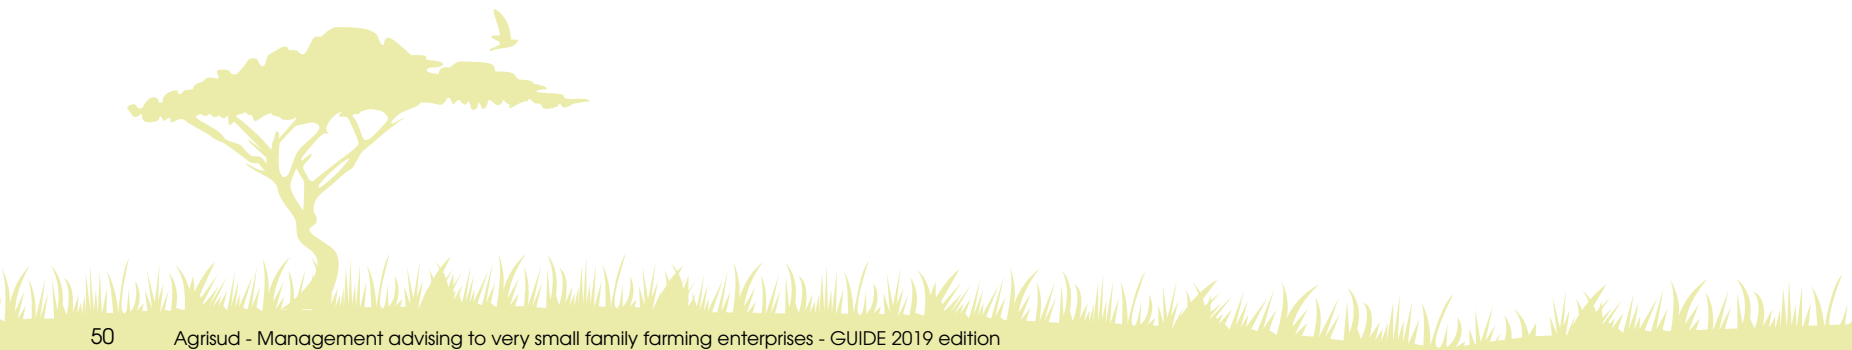 50 Agrisud - Management advising to very small family farming enterprises - GUIDE 2019 edition